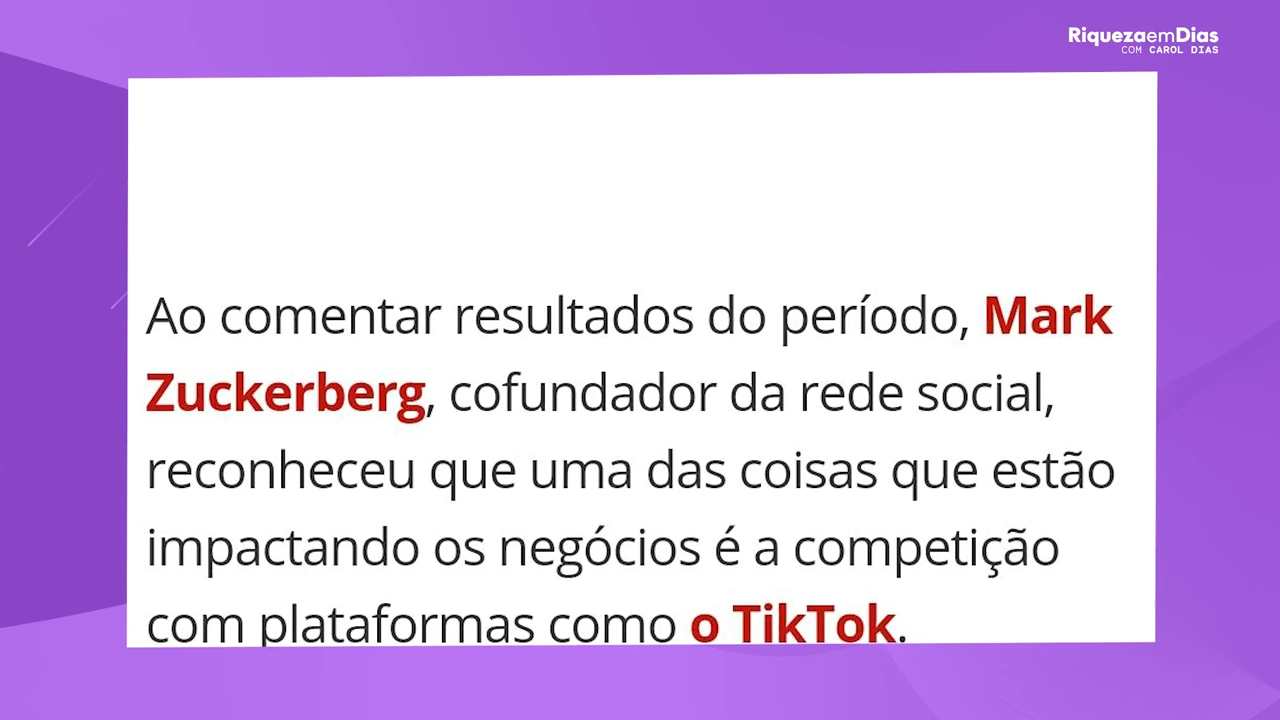 RiquezaemDias
COM CAROL DIAS
Ao comentar resultados do período, Mark
Zuckerberg, cofundador da rede social,
reconheceu que uma das coisas que estão
impactando os negócios é a competição
com plataformas como o TikTok.